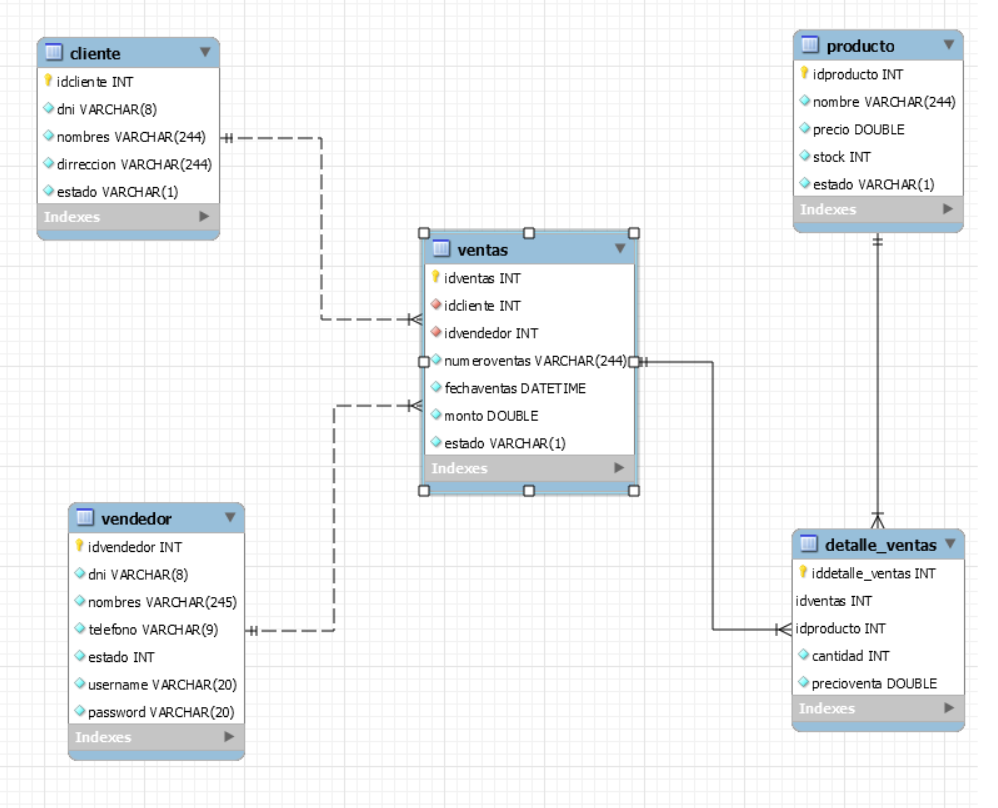 cliente
idcliente INT
dni VARCHAR(8)
nombres VARCHAR(244)
dirreccion VARCHAR(244)
estado VARCHAR(1)
Indexes
producto
idproducto INT
nombre VARCHAR(244)
precio DOUBLE
stock INT
estado VARCHAR(1)
Indexes
ventas
idventas INT
idcliente INT
idvendedor INT
numeroventas VARCHAR(244)
fechaventas DATETIME
monto DOUBLE
estado VARCHAR(1)
Indexes
vendedor
idvendedor INT
dni VARCHAR(8)
nombres VARCHAR(245)
telefono VARCHAR(9)
estado INT
username VARCHAR(20)
password VARCHAR(20)
Indexes
detalle_ventas
iddetalle_ventas INT
idventas INT
idproducto INT
cantidad INT
precioventa DOUBLE
Indexes